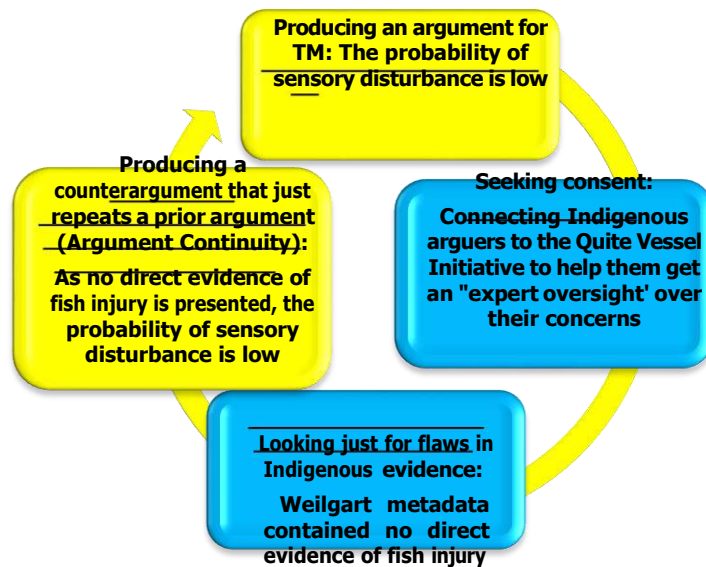 Producing an argument for
TM: The probability of
sensory disturbance is low
Seeking consent:
Connecting Indigenous
arguers to the Quite Vessel
Initiative to help them get
an "expert oversight' over
their concerns
Looking just for flaws in
Indigenous evidence:
Weilgart metadata
contained no direct
evidence of fish injury
Producing a
counterargument that just
repeats a prior argument
(Argument Continuity):
As no direct evidence of
fish injury is presented, the
probability of sensory
disturbance is low